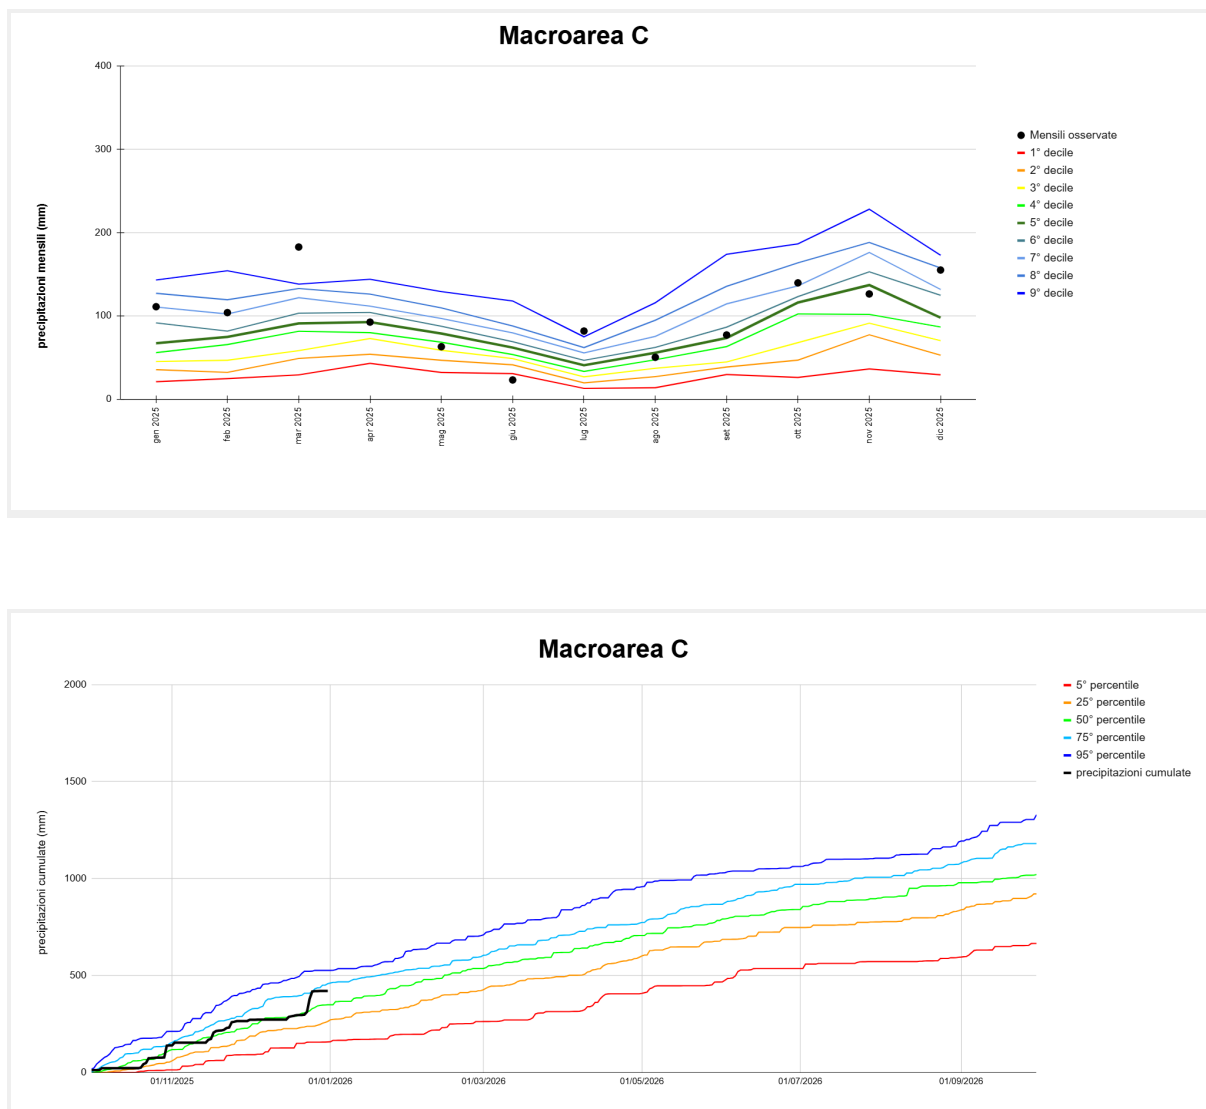 Macroarea C
400
300
200
100
0
precipitazioni mensili (mm)
gen 2025
feb 2025
mar 2025
apr 2025
mag 2025
giu 2025
lug 2025
ago 2025
set 2025
ott 2025
nov 2025
dic 2025
Mensili osservate
1° decile
2° decile
3° decile
4° decile
5° decile
6° decile
7° decile
8° decile
9° decile
Macroarea C
2000
1500
1000
500
0
precipitazioni cumulate (mm)
01/11/2025
01/01/2026
01/03/2026
01/05/2026
01/07/2026
01/09/2026
5° percentile
25° percentile
50° percentile
75° percentile
95° percentile
precipitazioni cumulate